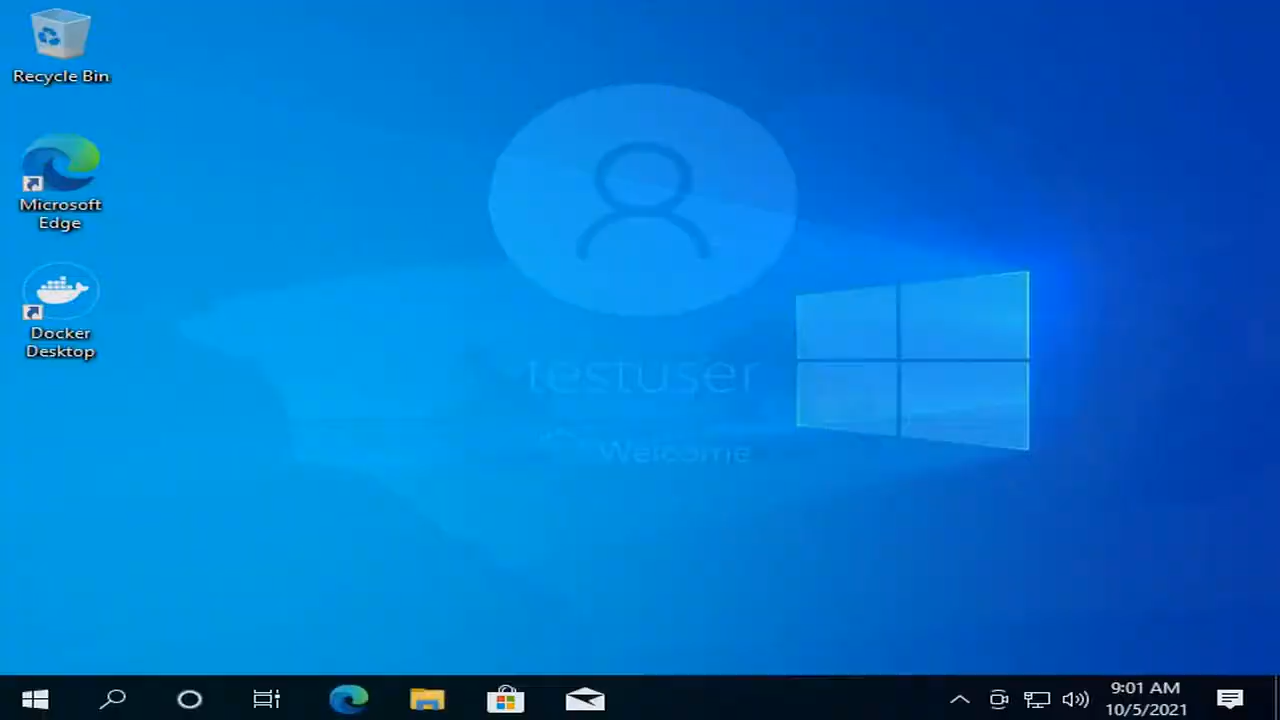 Recycle Bin
Microsoft
Edge
Docker
Desktop
testuser
Welcome
9:01 AM
10/5/2021